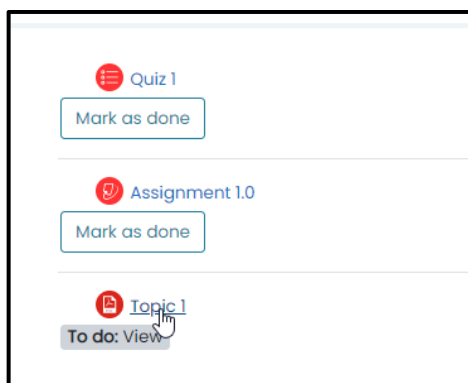 Quiz 1
Mark as done
Assignment 1.0
Mark as done
Topic 1
To do: View